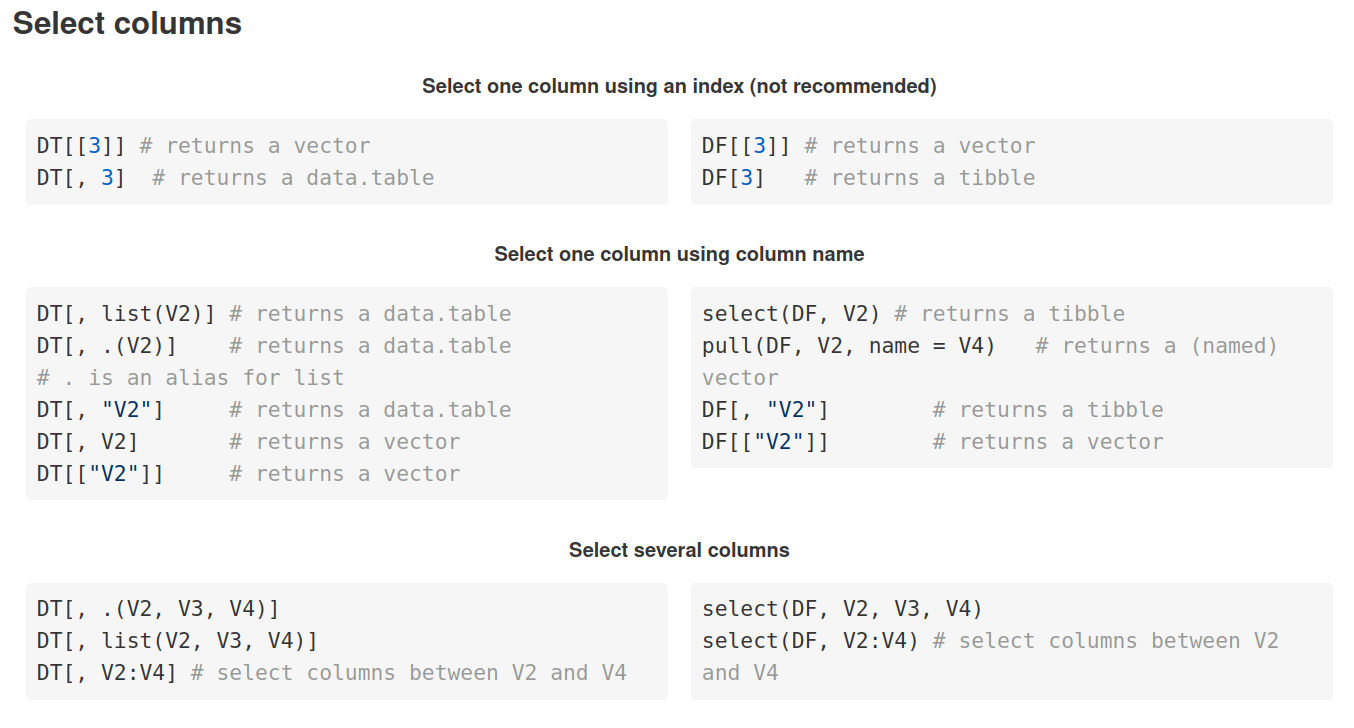 Select columns
Select one column using an index (not recommended)
DT[[3]] # returns a vector
DT[, 3]  # returns a data.table
DF[[3]] # returns a vector
DF[3]   # returns a tibble
Select one column using column name
DT[, list(V2)] # returns a data.table
DT[, .(V2)]    # returns a data.table
# . is an alias for list
DT[, "V2"]     # returns a data.table
DT[, V2]       # returns a vector
DT[["V2"]]     # returns a vector
select(DF, V2) # returns a tibble
pull(DF, V2, name = V4)   # returns a (named)
vector
DF[, "V2"]        # returns a tibble
DF[["V2"]]        # returns a vector
Select several columns
DT[, .(V2, V3, V4)]
DT[, list(V2, V3, V4)]
DT[, V2:V4] # select columns between V2 and V4
select(DF, V2, V3, V4)
select(DF, V2:V4) # select columns between V2
and V4